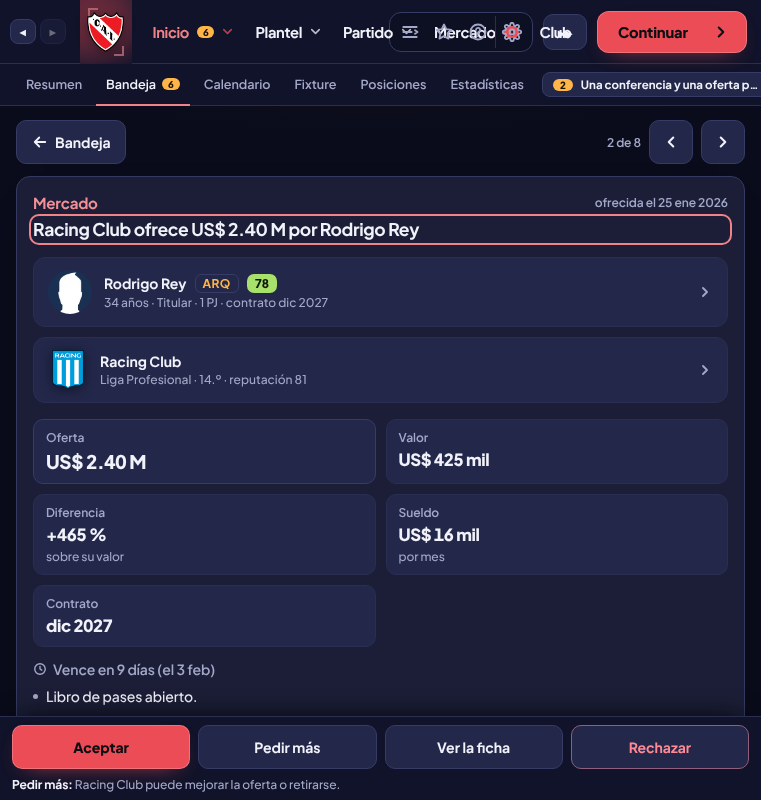 CAI
Inicio 6 Plantel Partido Mercado Club Continuar
Resumen Bandeja 6 Calendario Fixture Posiciones Estadísticas 2 Una conferencia y una oferta p…
Bandeja 2 de 8
Mercado ofrecida el 25 ene 2026
Racing Club ofrece US$ 2.40 M por Rodrigo Rey
Rodrigo Rey ARQ 78
34 años · Titular · 1 PJ · contrato dic 2027
RACING
Racing Club
Liga Profesional · 14.º · reputación 81
Oferta
US$ 2.40 M
Valor
US$ 425 mil
Diferencia
+465 %
sobre su valor
Sueldo
US$ 16 mil
por mes
Contrato
dic 2027
Vence en 9 días (el 3 feb)
Libro de pases abierto.
Aceptar Pedir más Ver la ficha Rechazar
Pedir más: Racing Club puede mejorar la oferta o retirarse.